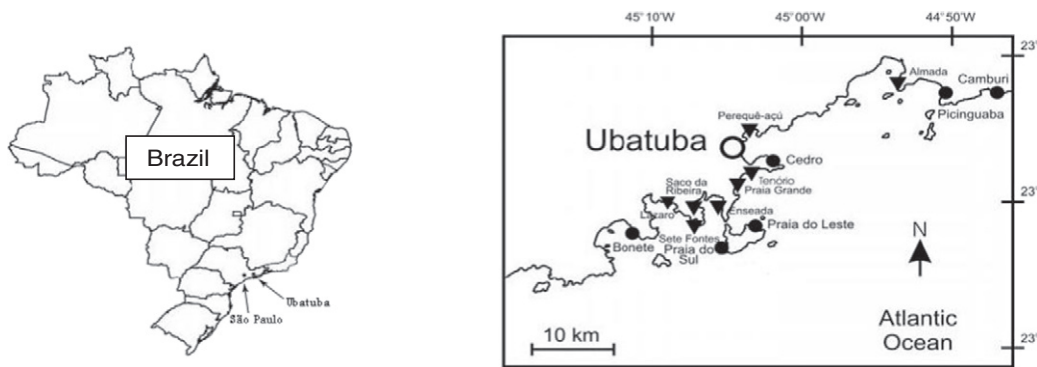 Brazil
Ubatuba
São Paulo
45°10'W
45°00'W
44°50'W
23°
23°
23°
Almada
Camburi
Picinguaba
Perequê-açú
Ubatuba
Cedro
Tenório
Praia Grande
Saco da
Ribeira
Lázaro
Enseada
Praia do Leste
Bonete
Sete Fontes
Praia do
Sul
N
10 km
Atlantic
Ocean